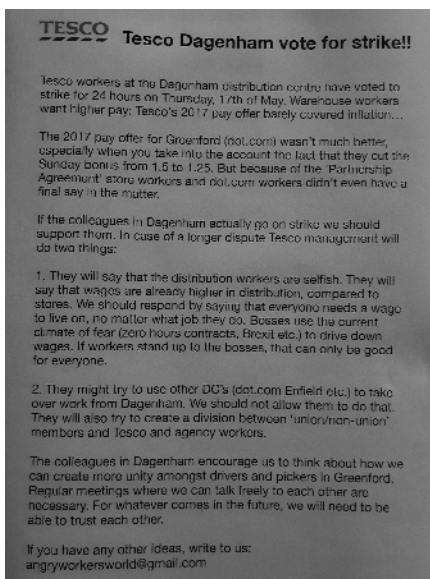 TESCO
Tesco Dagenham vote for strike!!
Tesco workers at the Dagenham distribution centre have voted to
strike for 24 hours on Thursday, 17th of May. Warehouse workers
want higher pay: Tesco's 2017 pay offer barely covered inflation...
The 2017 pay offer for Greenford (dot.com) wasn't much better,
especially when you take into the account the fact that they cut the
Sunday bonus from 1.5 to 1.25. But because of the 'Partnership
Agreement' store workers and dot.com workers didn't even have a
final say in the matter.
If the colleagues in Dagenham actually go on strike we should
support them. In case of a longer dispute Tesco management will
do two things:
1. They will say that the distribution workers are selfish. They will
say that wages are already higher in distribution, compared to
stores. We should respond by saying that everyone needs a wage
to live on, no matter what job they do. Bosses use the current
climate of fear (zero hours contracts, Brexit etc.) to drive down
wages. If workers stand up to the bosses, that can only be good
for everyone.
2. They might try to use other DC's (dot.com Enfield etc.) to take
over work from Dagenham. We should not allow them to do that.
They will also try to create a division between 'union/non-union'
members and Tesco and agency workers.
The colleagues in Dagenham encourage us to think about how we
can create more unity amongst drivers and pickers in Greenford.
Regular meetings where we can talk freely to each other are
necessary. For whatever comes in the future, we will need to be
able to trust each other.
If you have any other ideas, write to us:
angryworkersworld@gmail.com